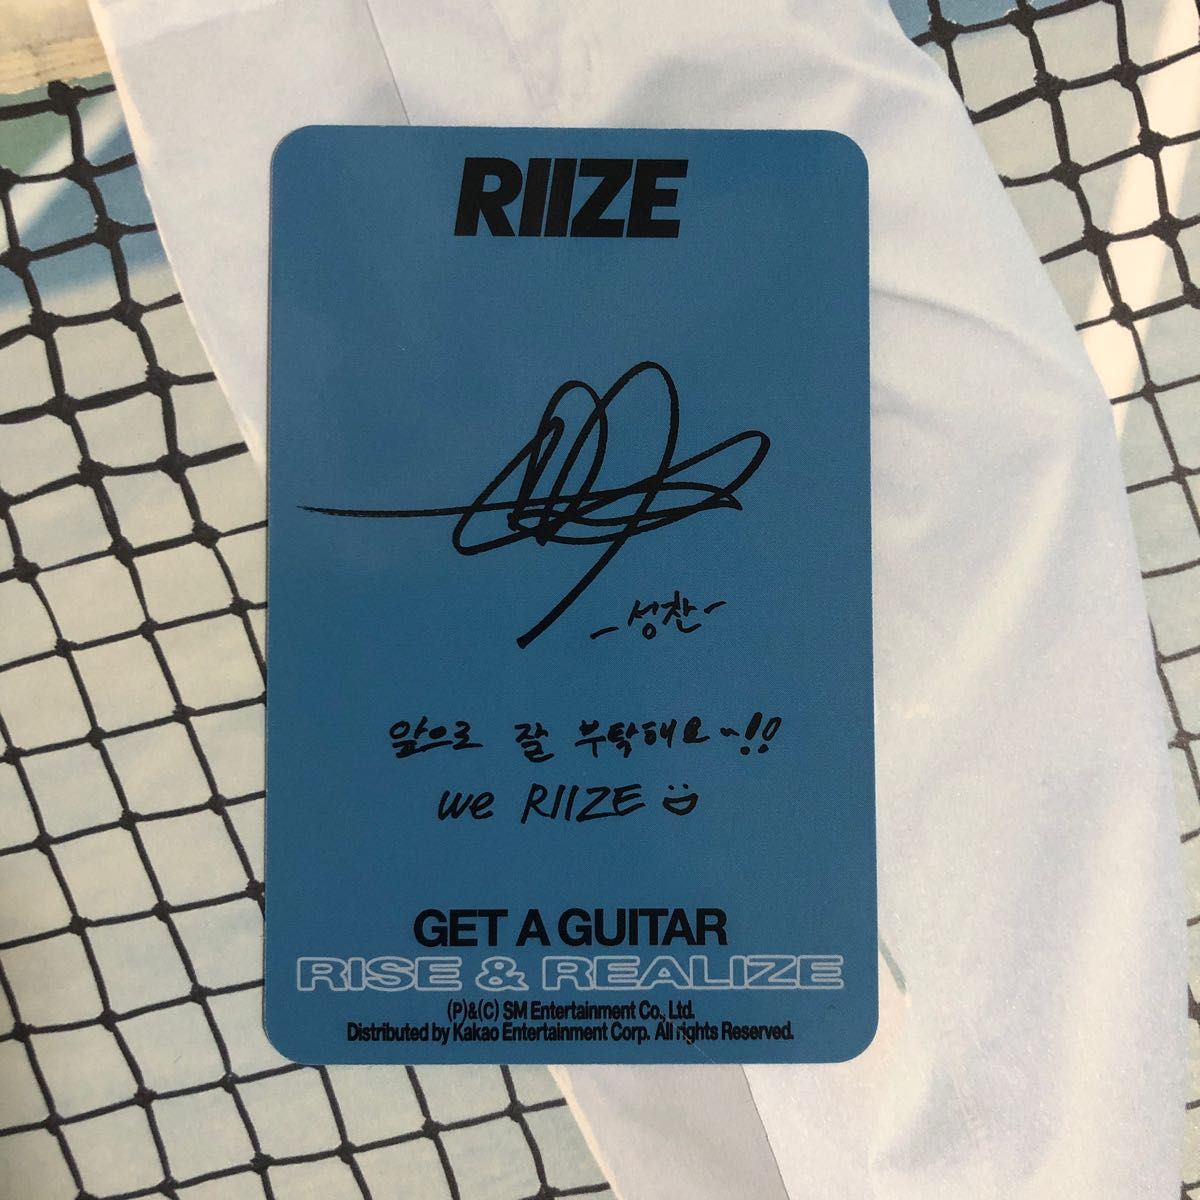 RIIZE
-성찬-
앞으로 잘 부탁해요~!!
we RIIZE
GET A GUITAR
RISE & REALIZE
(P)&(C) SM Entertainment Co., Ltd.
Distributed by Kakao Entertainment Corp. All rights Reserved.